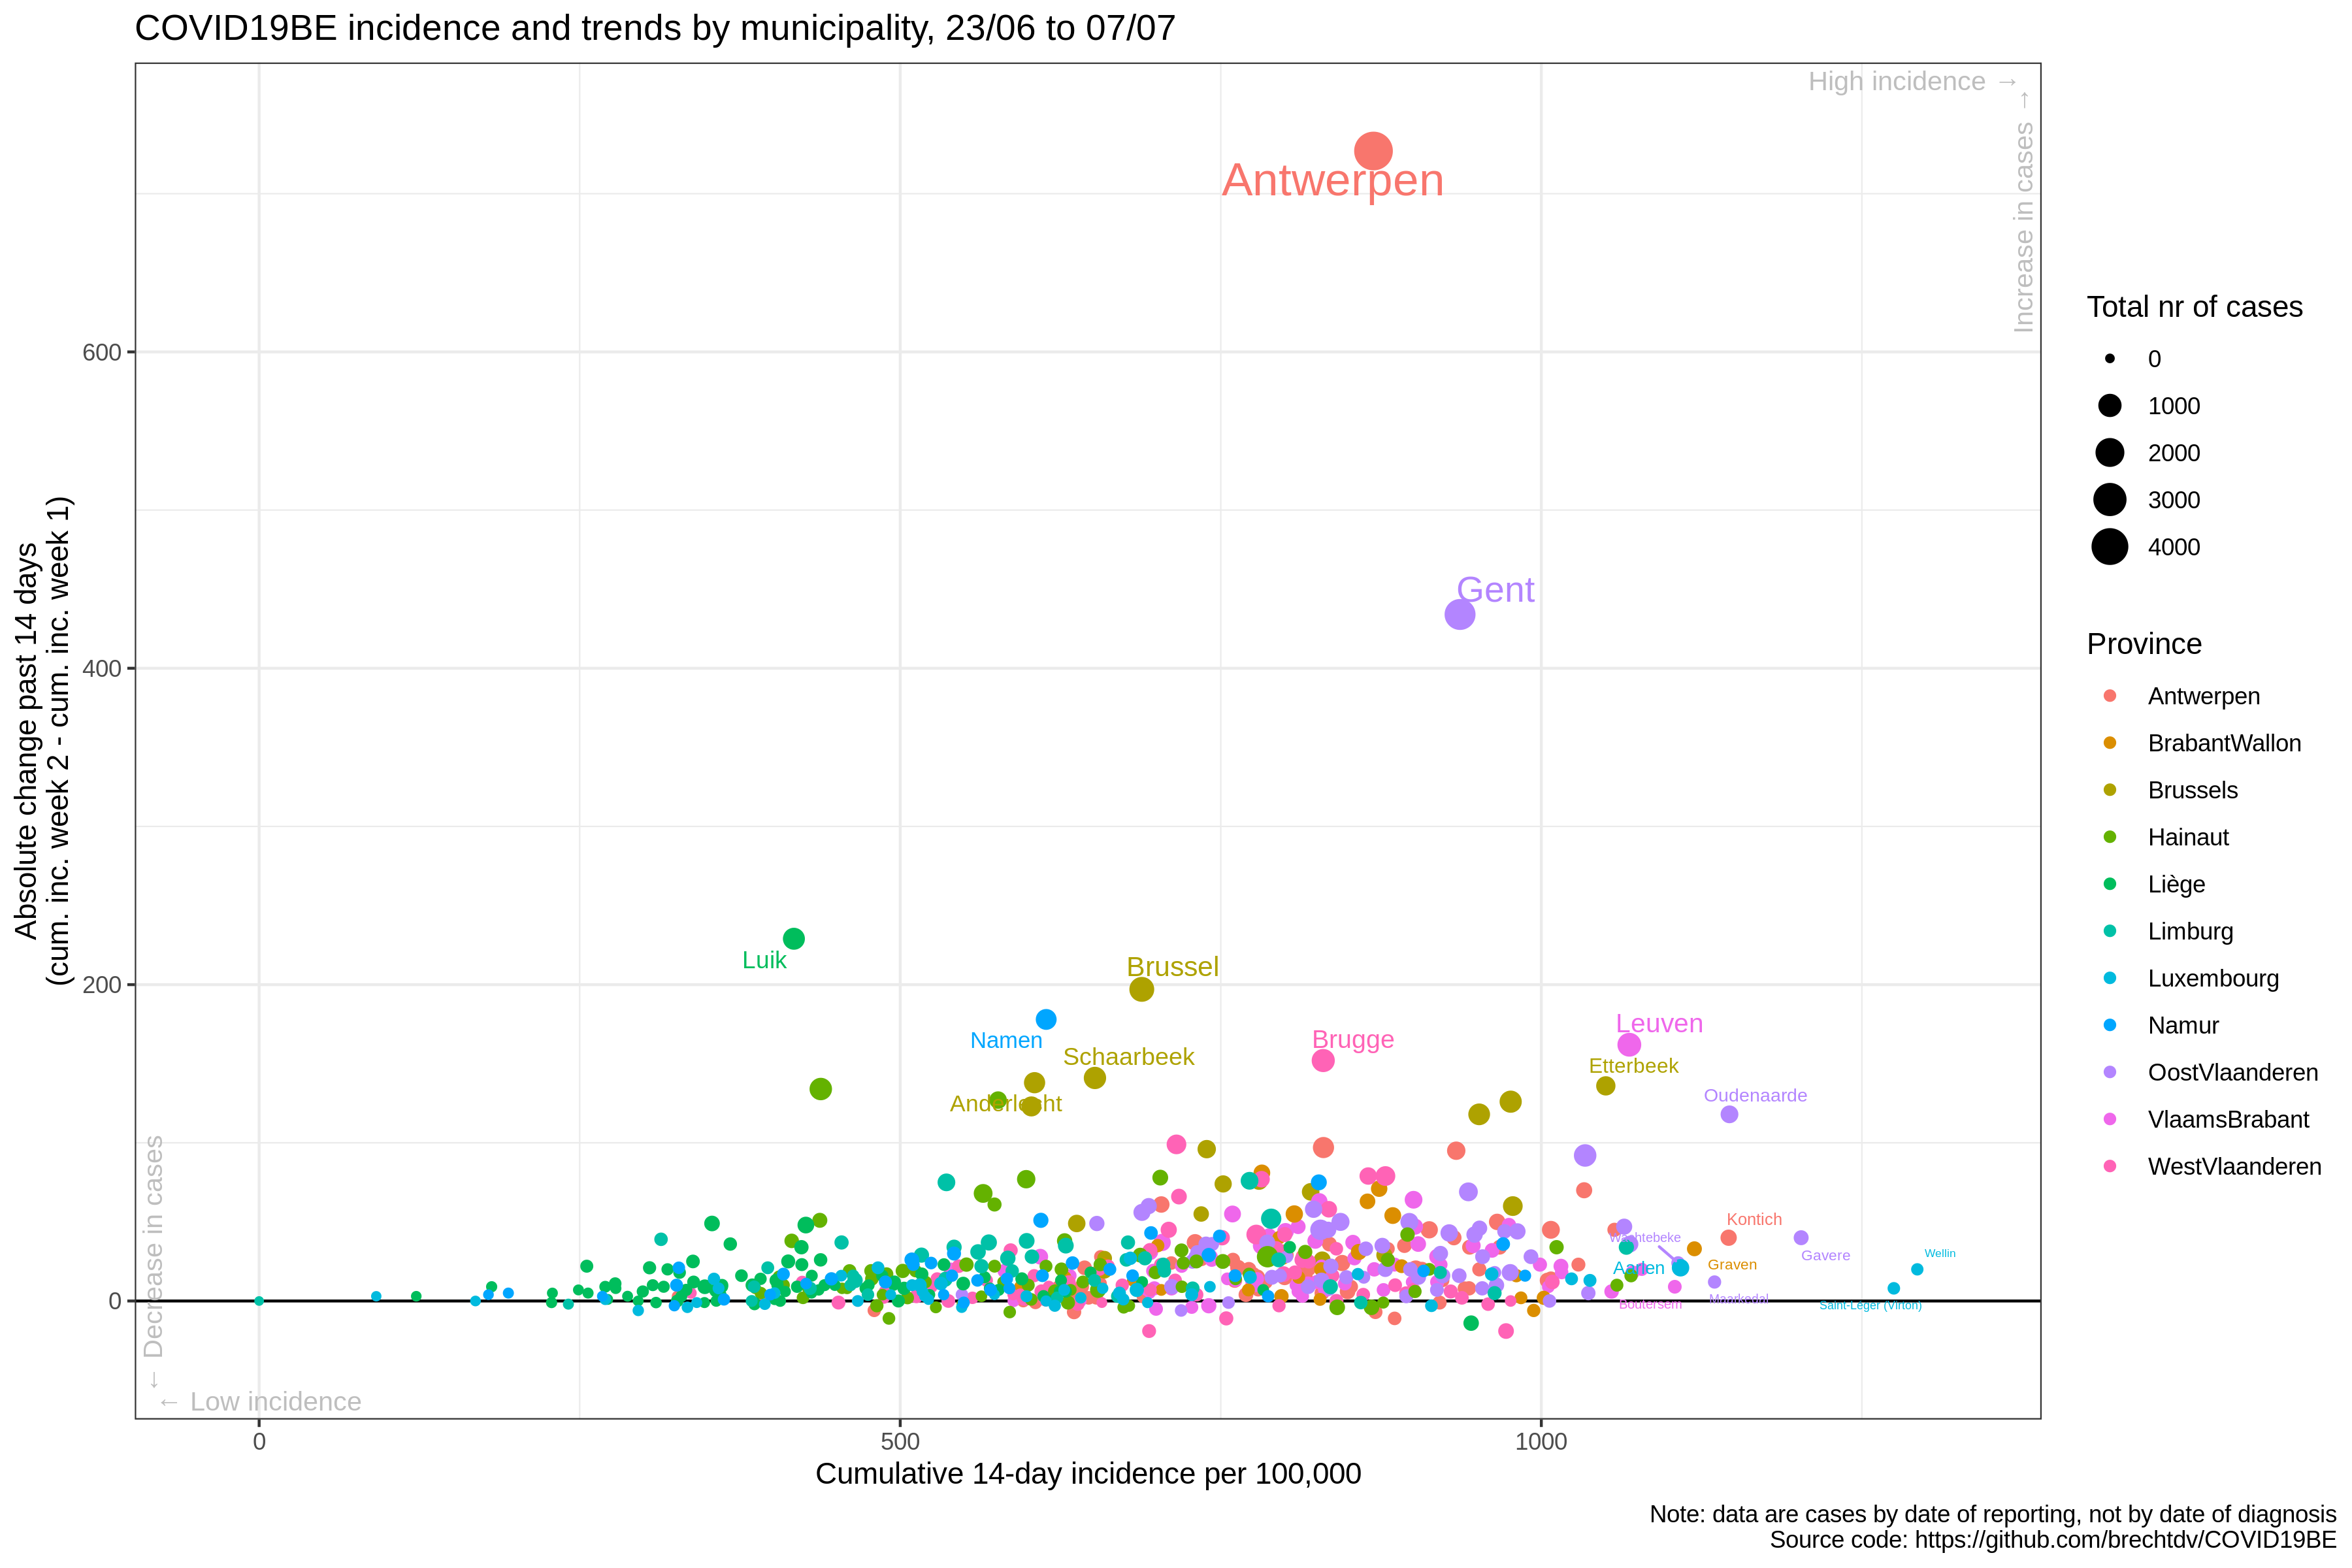 COVID19BE incidence and trends by municipality, 23/06 to 07/07
High incidence →
Increase in cases →
Antwerpen
Gent
Luik
Brussel
Namen
Schaarbeek
Brugge
Leuven
Etterbeek
Anderlecht
Oudenaarde
Kontich
Wachtebeke
Gavere
Wellin
Graven
Aarlen
Maarkedal
Boutersem
Saint-Léger (Virton)
← Decrease in cases
← Low incidence
600
400
200
0
0
500
1000
Absolute change past 14 days
(cum. inc. week 2 - cum. inc. week 1)
Cumulative 14-day incidence per 100,000
Total nr of cases
0
1000
2000
3000
4000
Province
Antwerpen
BrabantWallon
Brussels
Hainaut
Liège
Limburg
Luxembourg
Namur
OostVlaanderen
VlaamsBrabant
WestVlaanderen
Note: data are cases by date of reporting, not by date of diagnosis
Source code: https://github.com/brechtdv/COVID19BE